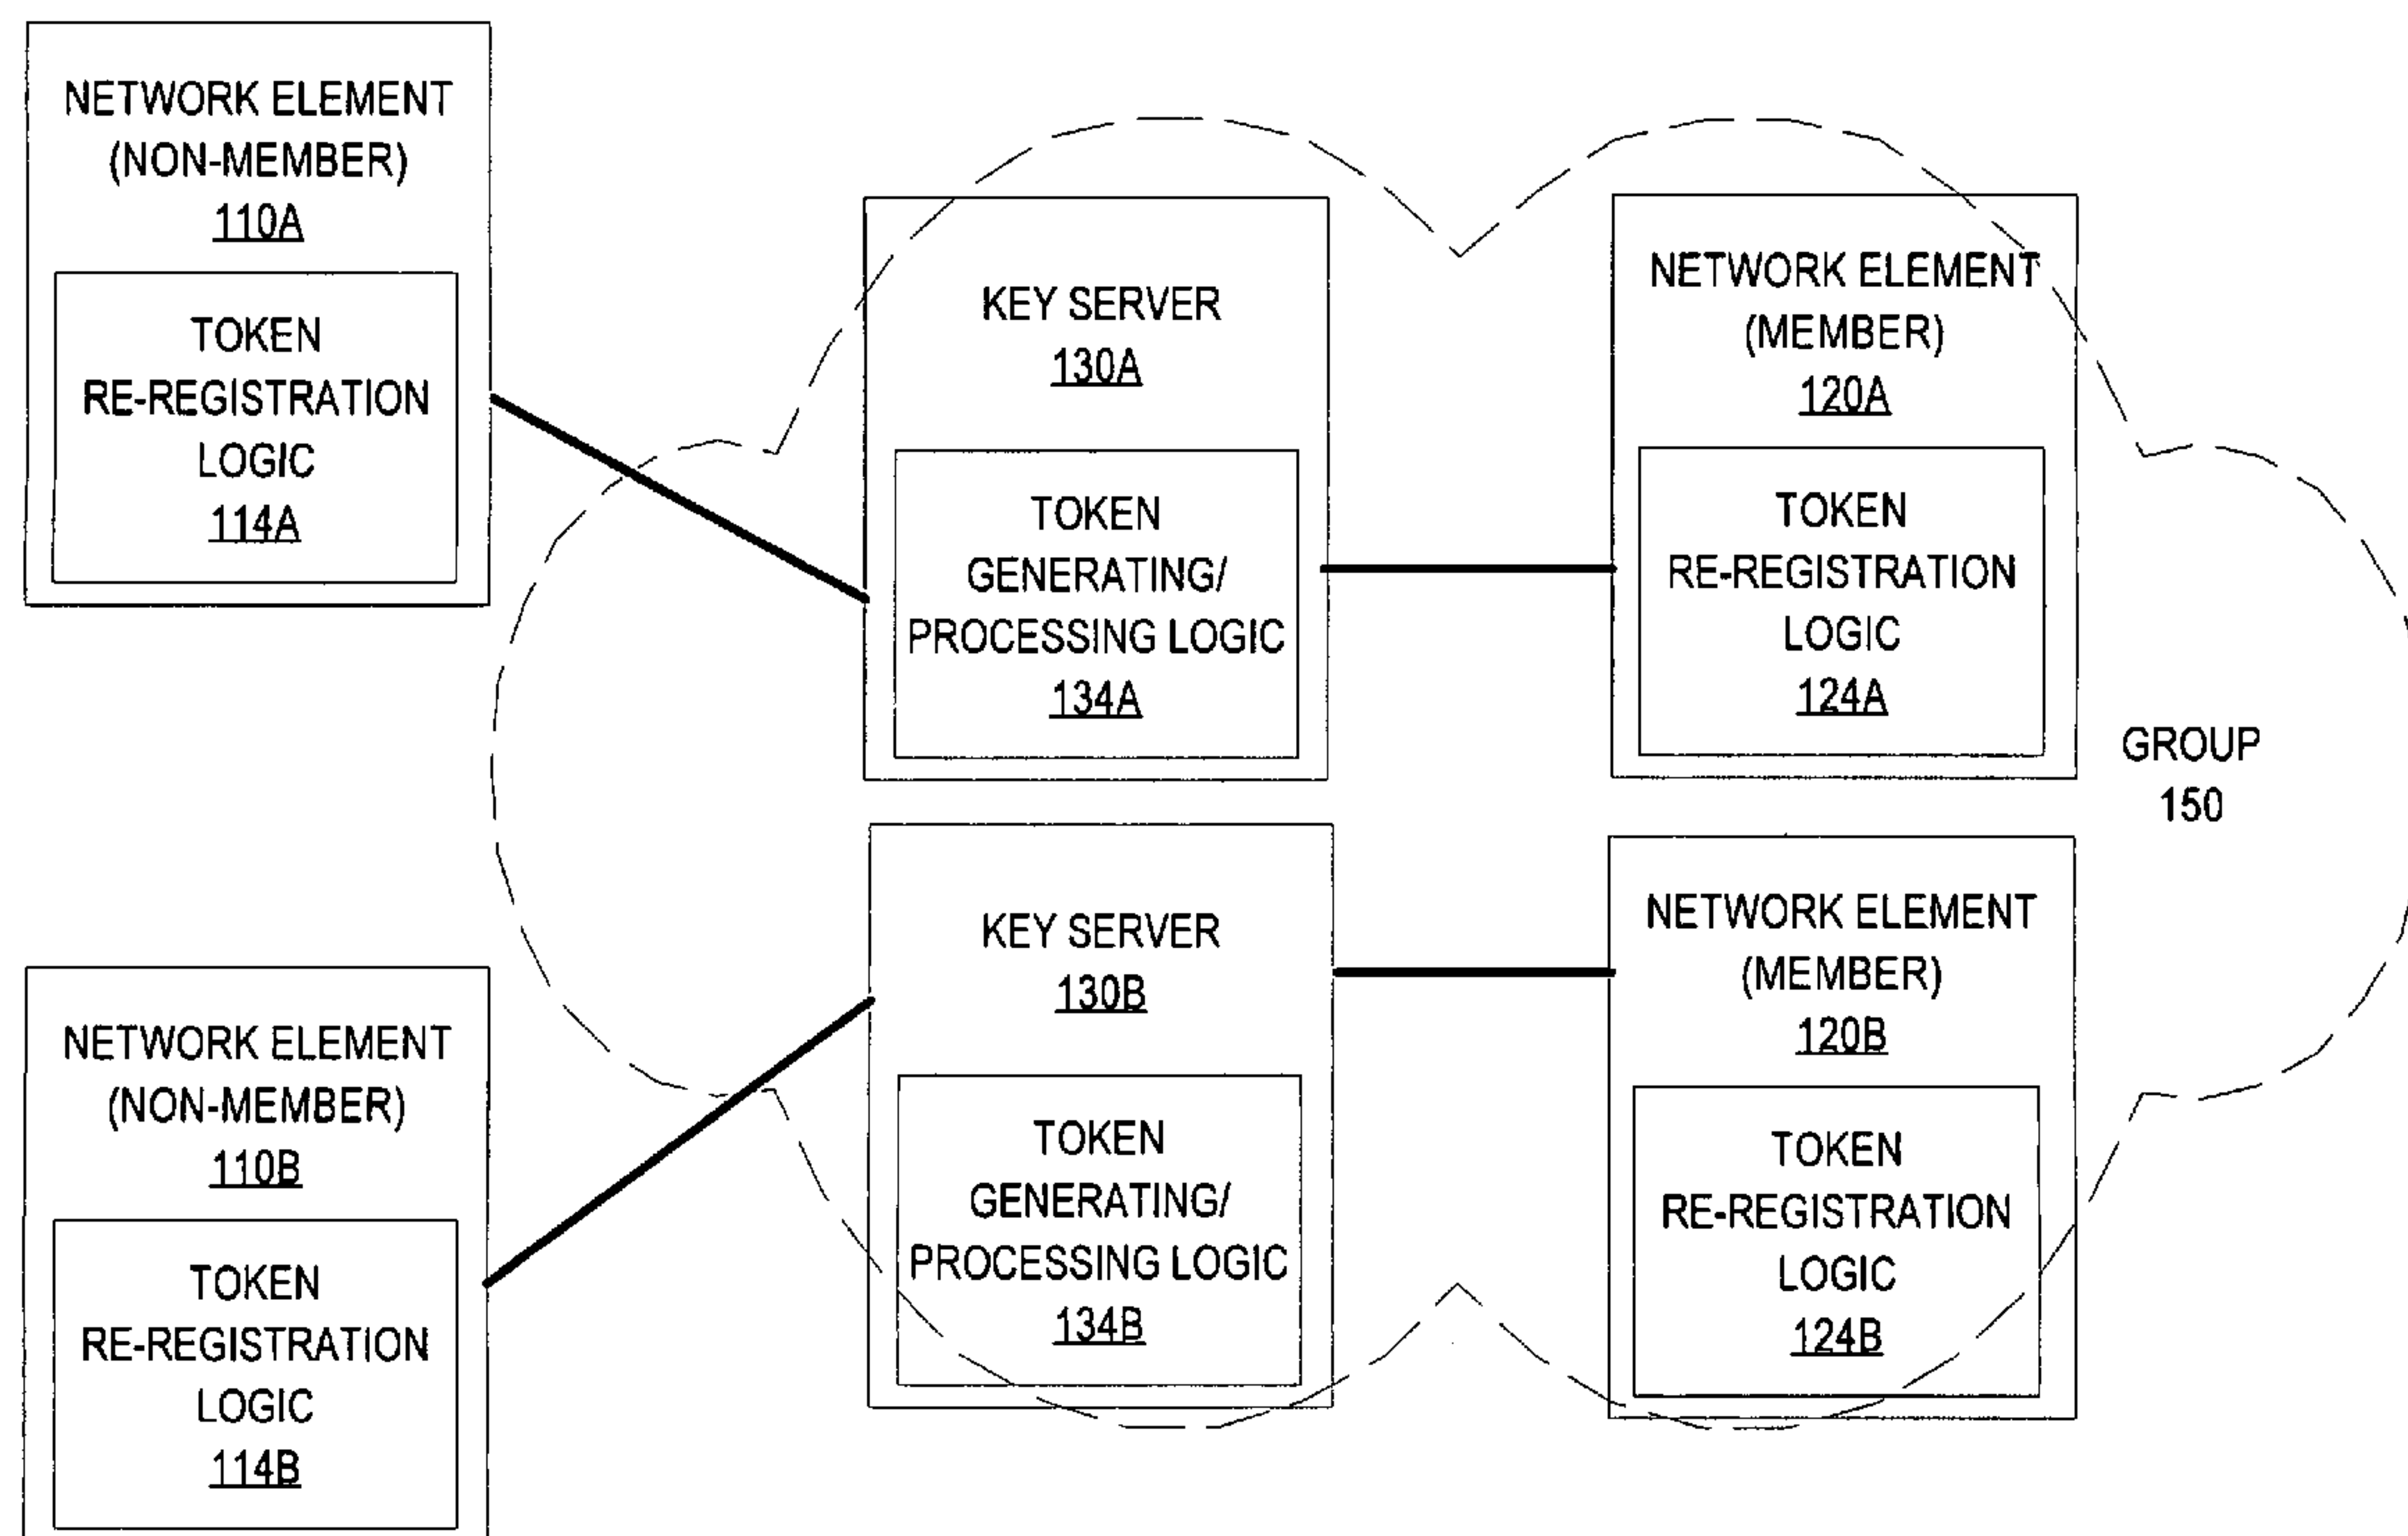 NETWORK ELEMENT
(NON-MEMBER)
110A
TOKEN
RE-REGISTRATION
LOGIC
114A
KEY SERVER
130A
TOKEN
GENERATING/
PROCESSING LOGIC
134A
NETWORK ELEMENT
(MEMBER)
120A
TOKEN
RE-REGISTRATION
LOGIC
124A
GROUP
150
NETWORK ELEMENT
(NON-MEMBER)
110B
TOKEN
RE-REGISTRATION
LOGIC
114B
KEY SERVER
130B
TOKEN
GENERATING/
PROCESSING LOGIC
134B
NETWORK ELEMENT
(MEMBER)
120B
TOKEN
RE-REGISTRATION
LOGIC
124B